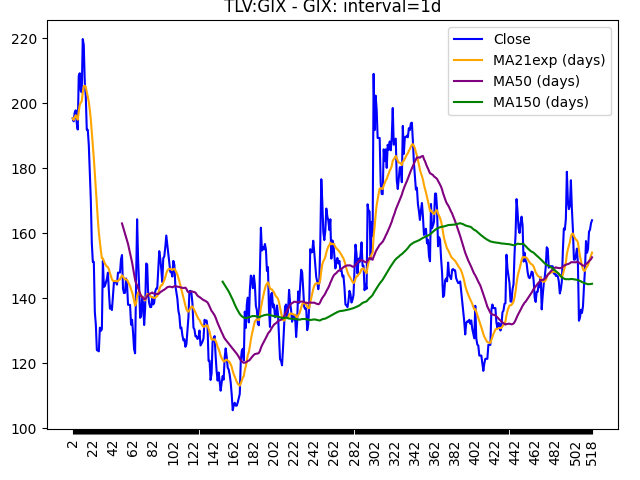 TLV:GIX - GIX: interval=1d
Close
MA21exp (days)
MA50 (days)
MA150 (days)
220
200
180
160
140
120
100
2 22 42 62 82 102 122 142 162 182 202 222 242 262 282 302 322 342 362 382 402 422 442 462 482 502 518